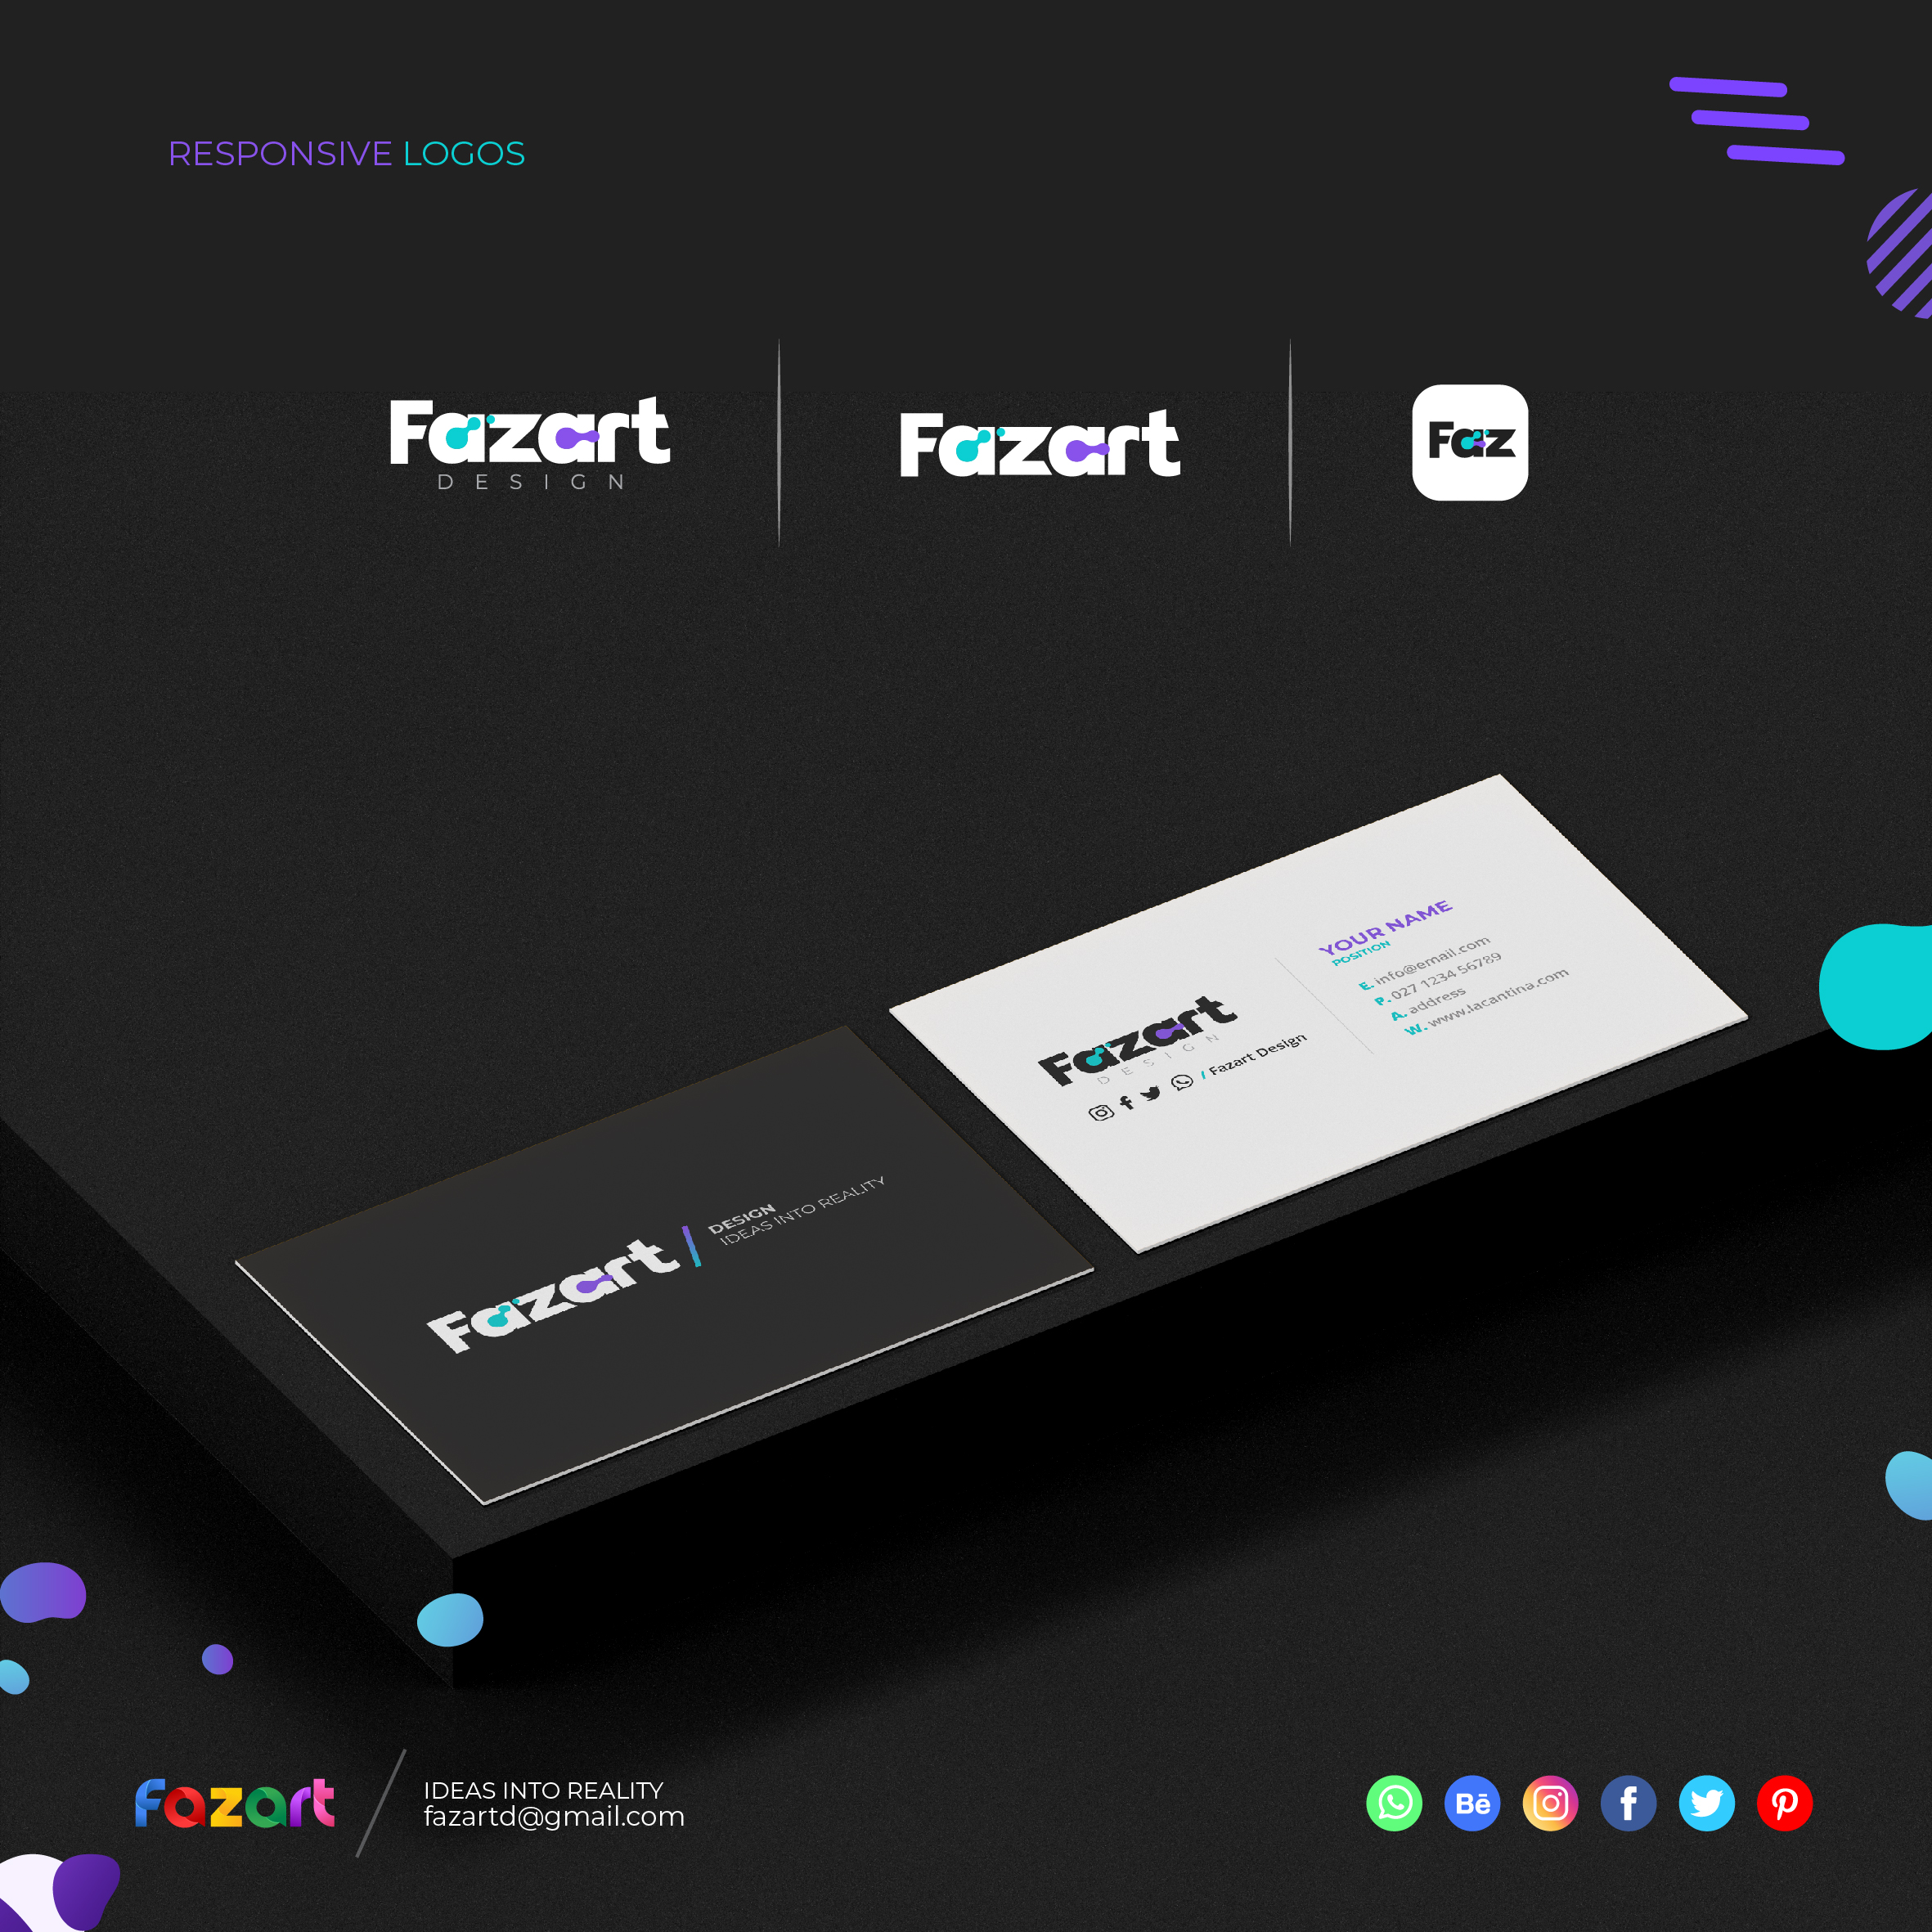 RESPONSIVE LOGOS
Fazart
DESIGN
Fazart
Faz
YOUR NAME
POSITION
E. info@email.com
P. 027 1234 56789
A. address
W. www.lacantina.com
Fazart
DESIGN
/ Fazart Design
Fazart
DESIGN
IDEAS INTO REALITY
fazart
IDEAS INTO REALITY
fazartd@gmail.com
Bē